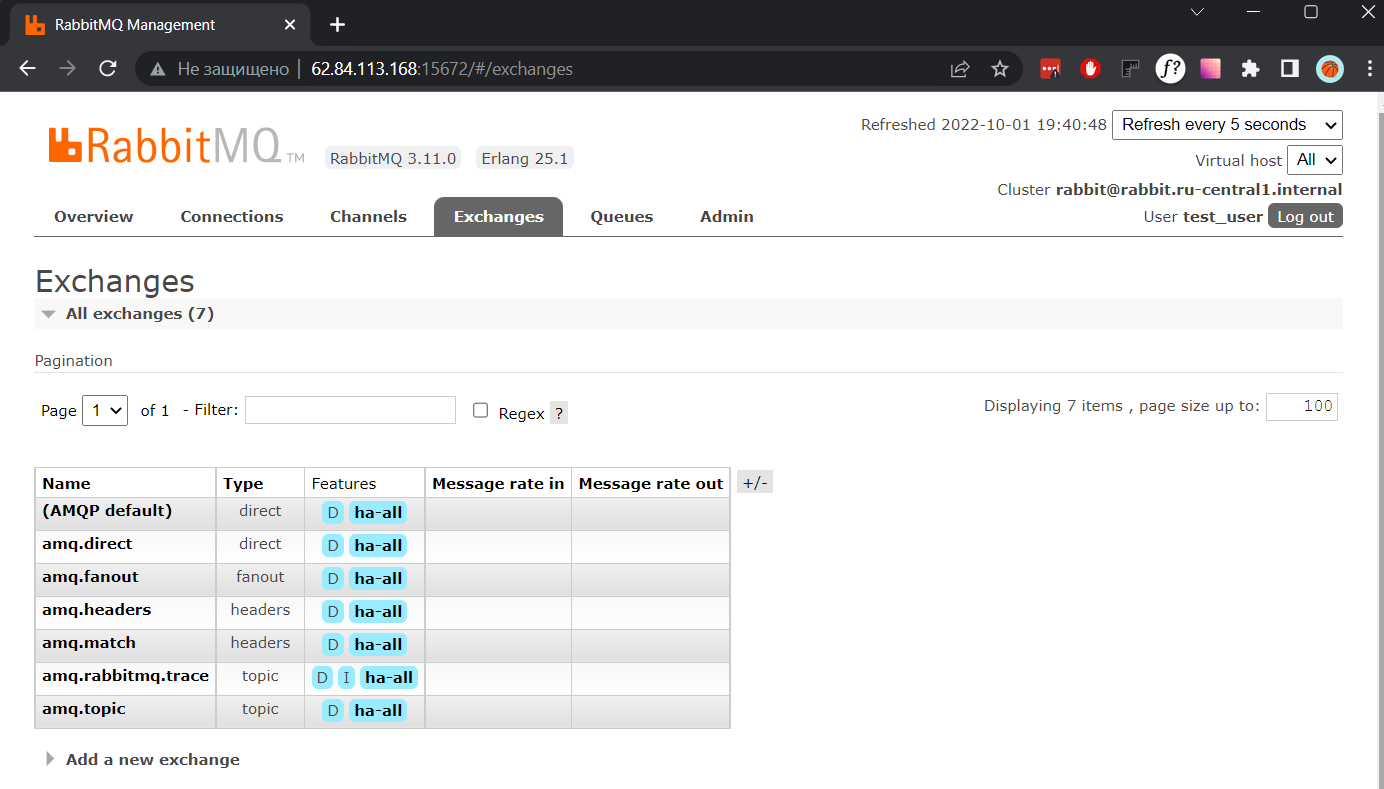 RabbitMQ Management
Не защищено | 62.84.113.168:15672/#/exchanges
Refreshed 2022-10-01 19:40:48 Refresh every 5 seconds
RabbitMQ TM RabbitMQ 3.11.0 Erlang 25.1
Virtual host All
Cluster rabbit@rabbit.ru-central1.internal
User test_user Log out
Overview Connections Channels Exchanges Queues Admin
Exchanges
All exchanges (7)
Pagination
Page 1 of 1 - Filter: Regex ?
Displaying 7 items , page size up to: 100
Name Type Features Message rate in Message rate out +/-
(AMQP default) direct D ha-all
amq.direct direct D ha-all
amq.fanout fanout D ha-all
amq.headers headers D ha-all
amq.match headers D ha-all
amq.rabbitmq.trace topic D I ha-all
amq.topic topic D ha-all
Add a new exchange